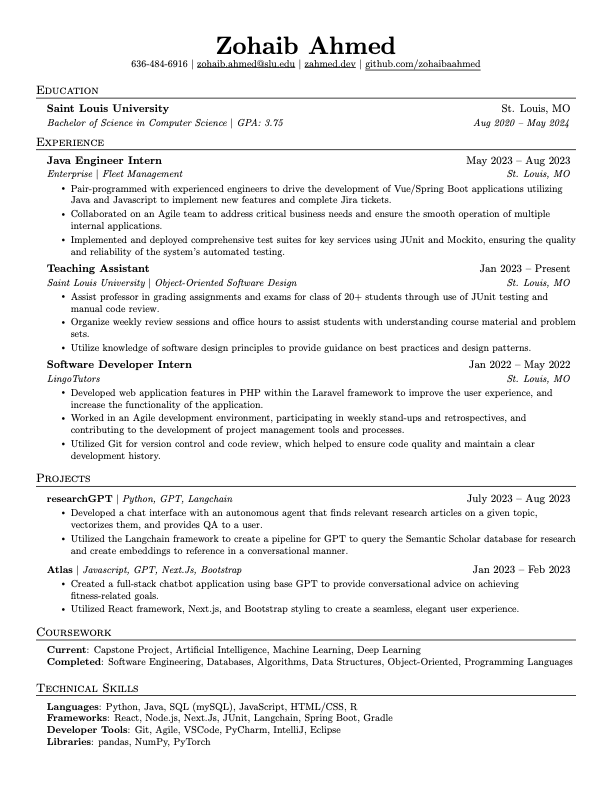 Zohaib Ahmed
636-484-6916 | zohaib.ahmed@slu.edu | zahmed.dev | github.com/zohaibaahmed
Education
Saint Louis University St. Louis, MO
Bachelor of Science in Computer Science | GPA: 3.75 Aug 2020 – May 2024
Experience
Java Engineer Intern May 2023 – Aug 2023
Enterprise | Fleet Management St. Louis, MO
• Pair-programmed with experienced engineers to drive the development of Vue/Spring Boot applications utilizing
Java and Javascript to implement new features and complete Jira tickets.
• Collaborated on an Agile team to address critical business needs and ensure the smooth operation of multiple
internal applications.
• Implemented and deployed comprehensive test suites for key services using JUnit and Mockito, ensuring the quality
and reliability of the system's automated testing.
Teaching Assistant Jan 2023 – Present
Saint Louis University | Object-Oriented Software Design St. Louis, MO
• Assist professor in grading assignments and exams for class of 20+ students through use of JUnit testing and
manual code review.
• Organize weekly review sessions and office hours to assist students with understanding course material and problem
sets.
• Utilize knowledge of software design principles to provide guidance on best practices and design patterns.
Software Developer Intern Jan 2022 – May 2022
LingoTutors St. Louis, MO
• Developed web application features in PHP within the Laravel framework to improve the user experience, and
increase the functionality of the application.
• Worked in an Agile development environment, participating in weekly stand-ups and retrospectives, and
contributing to the development of project management tools and processes.
• Utilized Git for version control and code review, which helped to ensure code quality and maintain a clear
development history.
Projects
researchGPT | Python, GPT, Langchain July 2023 – Aug 2023
• Developed a chat interface with an autonomous agent that finds relevant research articles on a given topic,
vectorizes them, and provides QA to a user.
• Utilized the Langchain framework to create a pipeline for GPT to query the Semantic Scholar database for research
and create embeddings to reference in a conversational manner.
Atlas | Javascript, GPT, Next.Js, Bootstrap Jan 2023 – Feb 2023
• Created a full-stack chatbot application using base GPT to provide conversational advice on achieving
fitness-related goals.
• Utilized React framework, Next.js, and Bootstrap styling to create a seamless, elegant user experience.
Coursework
Current: Capstone Project, Artificial Intelligence, Machine Learning, Deep Learning
Completed: Software Engineering, Databases, Algorithms, Data Structures, Object-Oriented, Programming Languages
Technical Skills
Languages: Python, Java, SQL (mySQL), JavaScript, HTML/CSS, R
Frameworks: React, Node.js, Next.Js, JUnit, Langchain, Spring Boot, Gradle
Developer Tools: Git, Agile, VSCode, PyCharm, IntelliJ, Eclipse
Libraries: pandas, NumPy, PyTorch